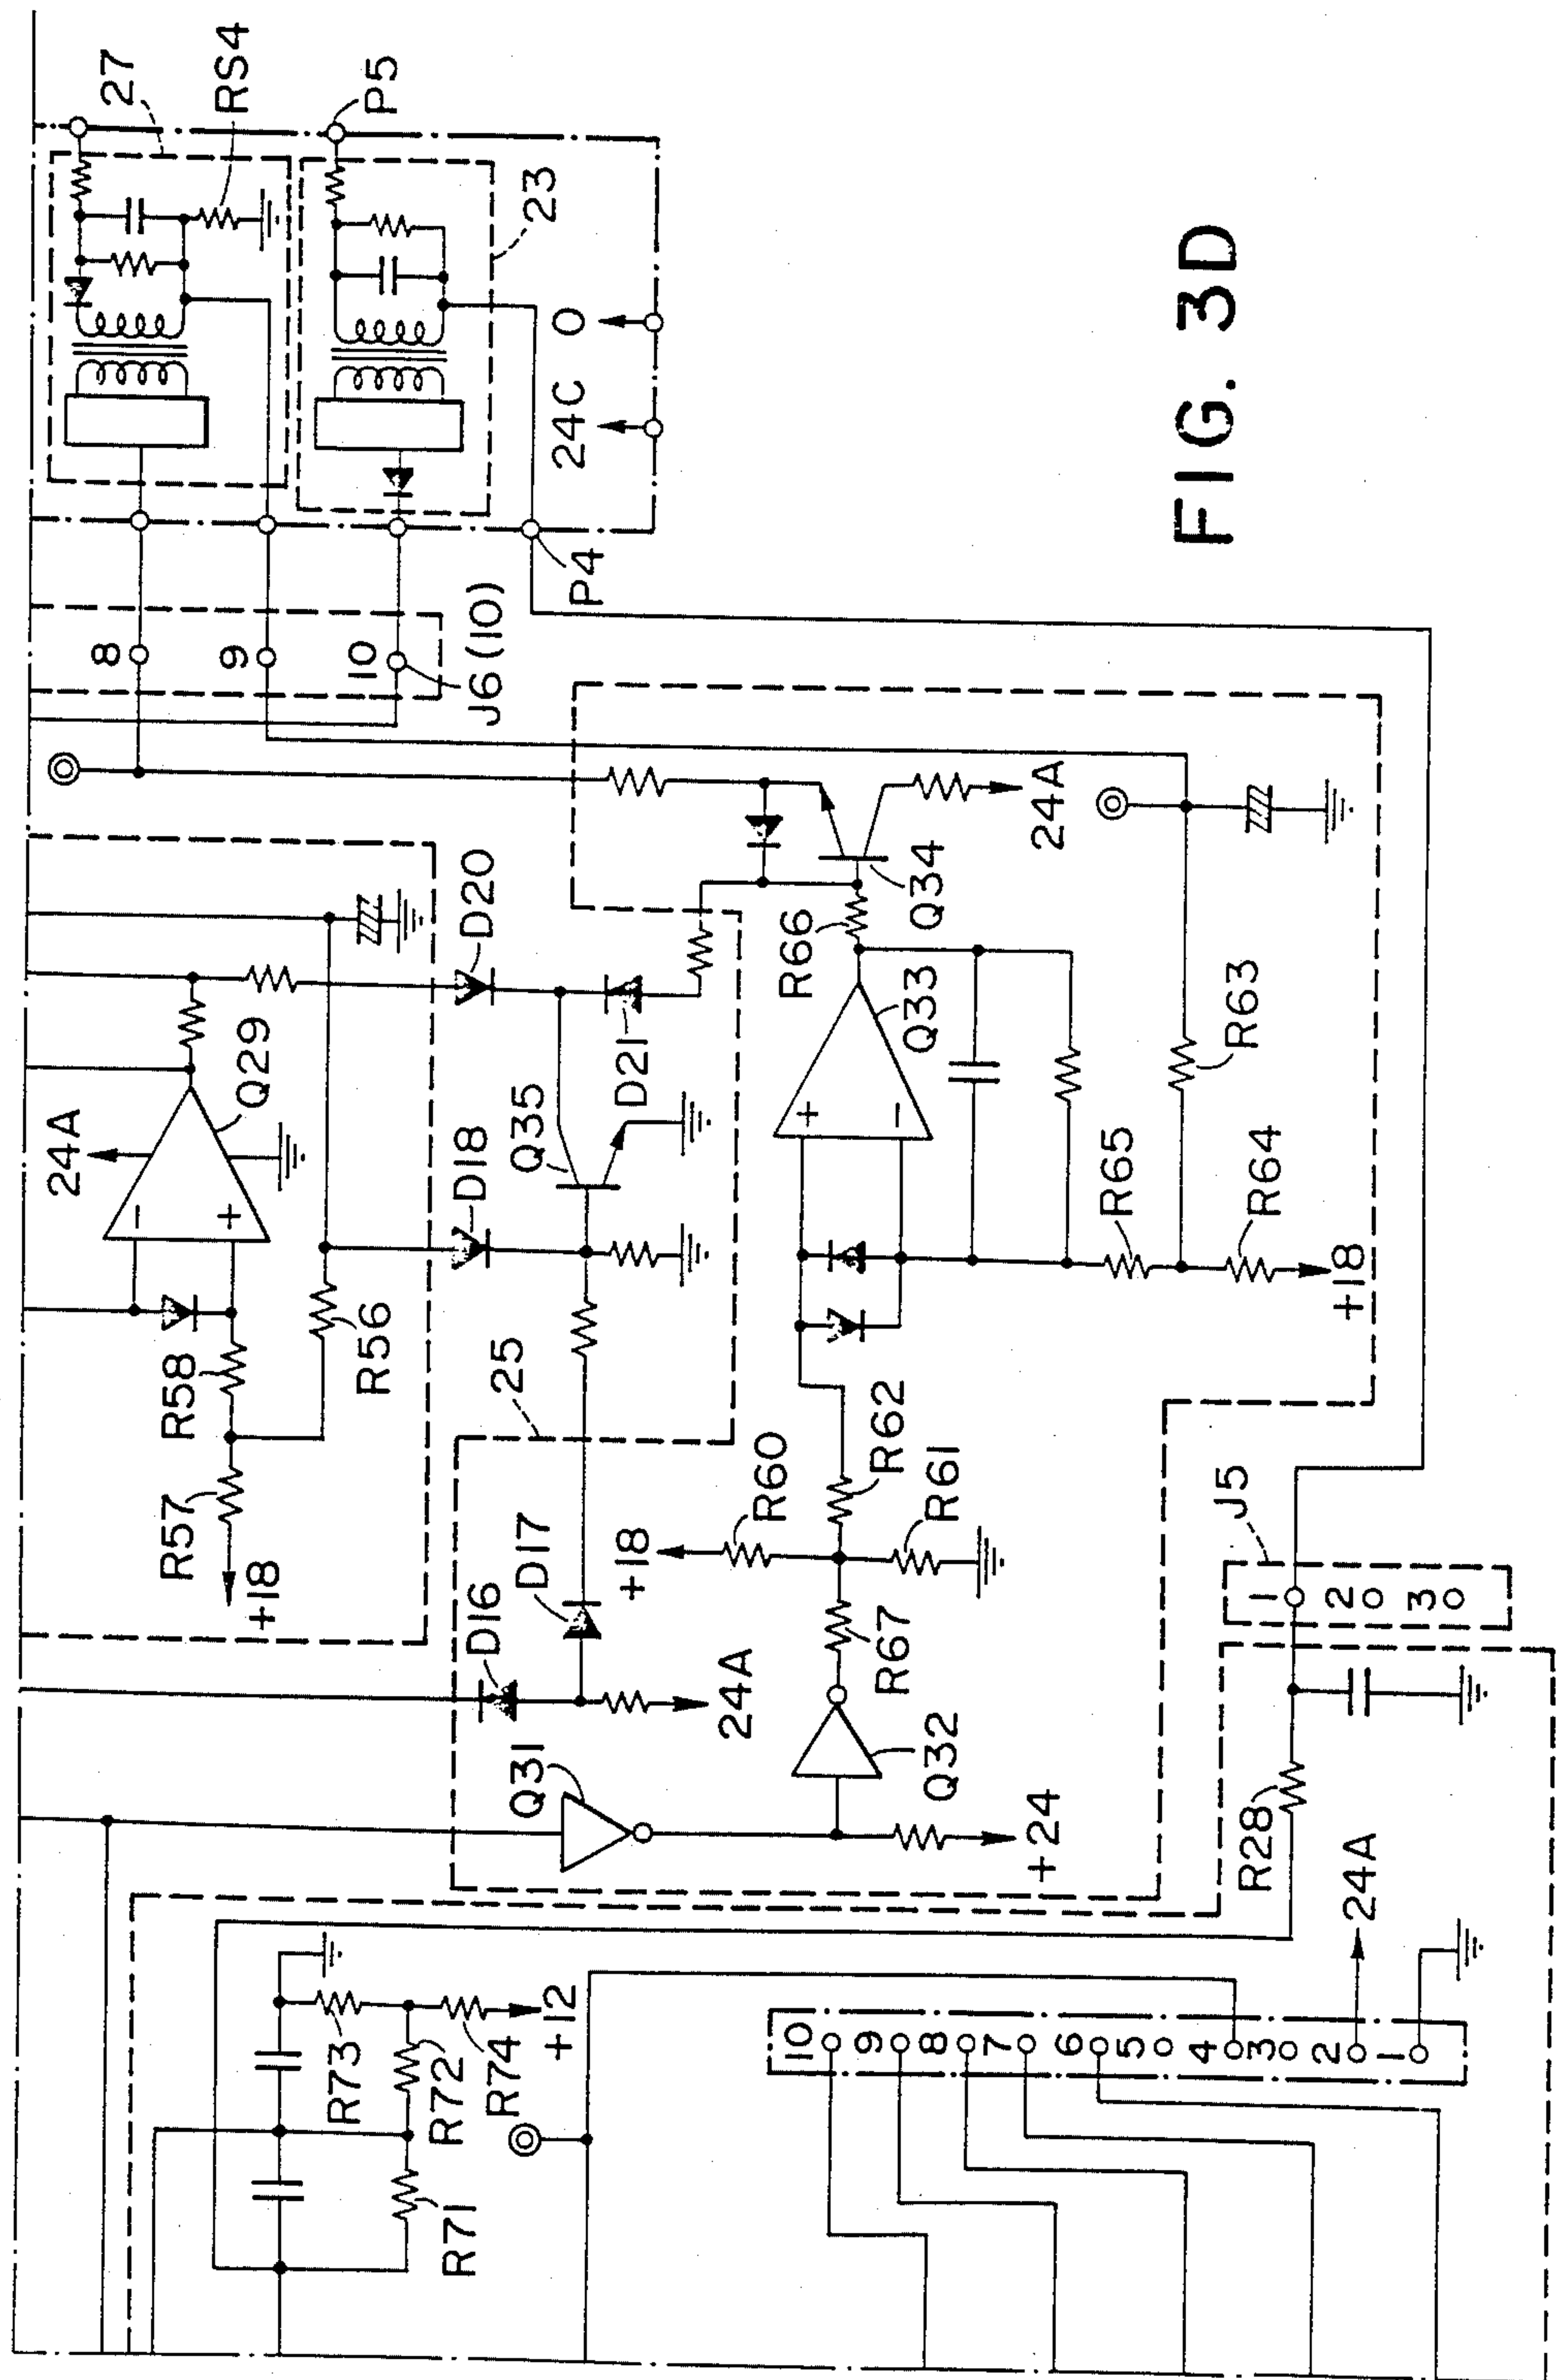 27
RS4
P5
23
O
24C
P4
8
9
10
J6 (10)
24A
Q29
R58
R57
+18
R56
D20
D18
Q35
D21
25
D16
D17
24A
Q31
+18
R60
R62
R61
R67
Q32
+24
+
−
R66
Q33
Q34
24A
R63
R65
R64
+18
−
+
J5
1
2
3
R28
24A
R73
R72
R74
+12
R71
10
9
8
7
6
5
4
3
2
1
FIG. 3D